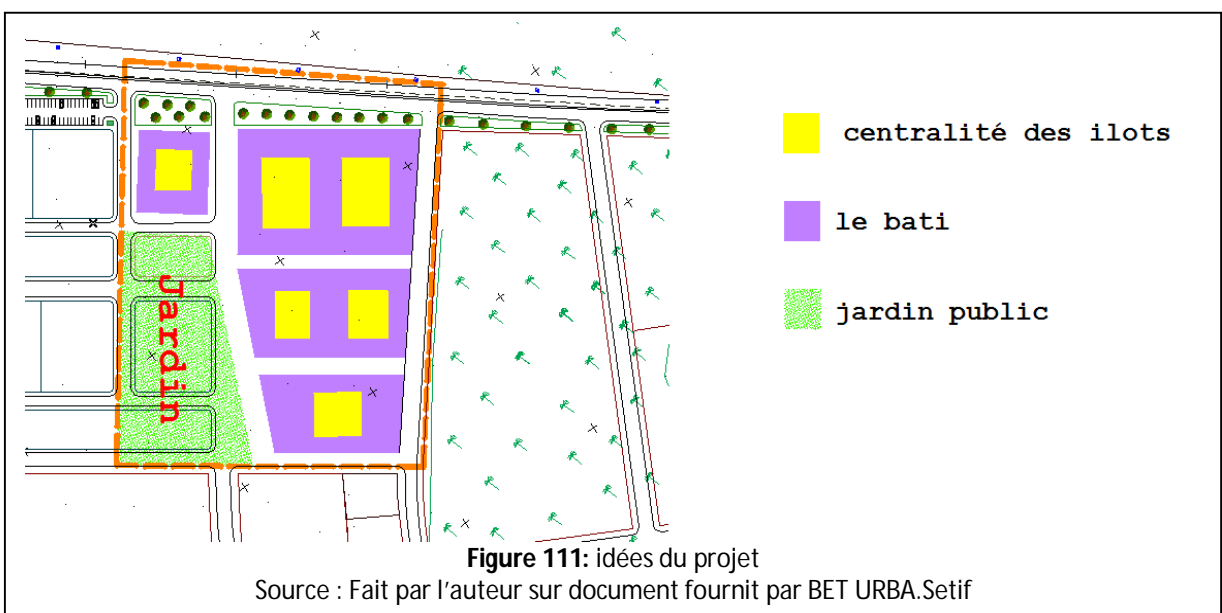 centralité des ilots
le bati
jardin public
Jardin
Figure 111: idées du projet
Source : Fait par l'auteur sur document fournit par BET URBA.Setif